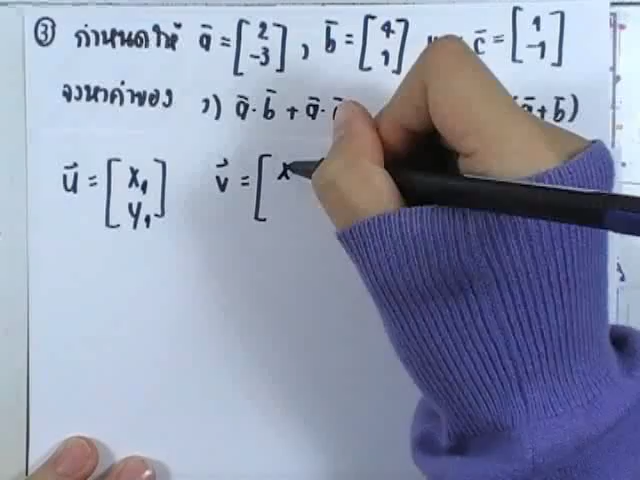 ③ กำหนดให้ ā = [2 -3], b̄ = [4 1] c̄ = [1 -1]
จงหาค่าของ 1) ā · b̄ + ā · ā + b̄)
u⃗ = [x₁ y₁] v⃗ = [x